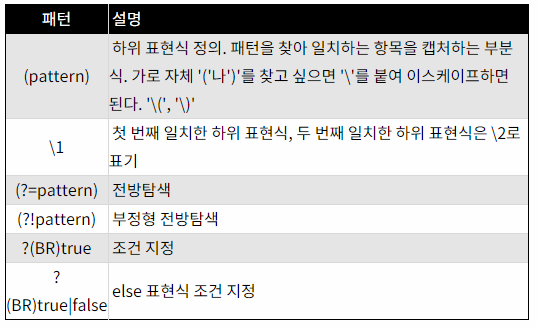 패턴 설명
(pattern) 하위 표현식 정의. 패턴을 찾아 일치하는 항목을 캡처하는 부분
식. 가로 자체 '('나')'를 찾고 싶으면 '\'를 붙여 이스케이프하면
된다. '\(', '\)'
\1 첫 번째 일치한 하위 표현식, 두 번째 일치한 하위 표현식은 \2로
표기
(?=pattern) 전방탐색
(?!pattern) 부정형 전방탐색
?(BR)true 조건 지정
?
(BR)true|false else 표현식 조건 지정